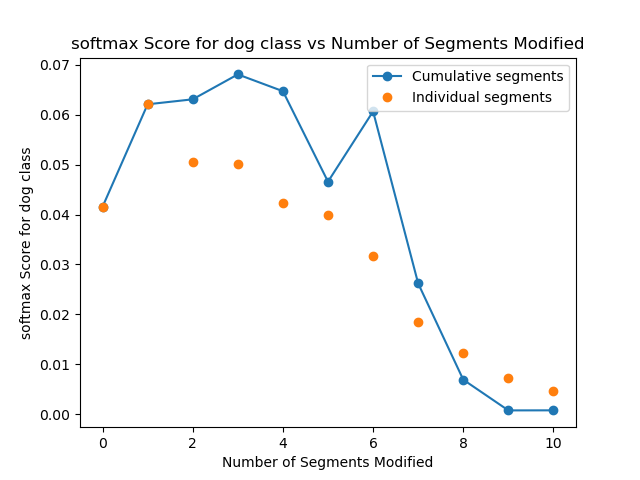 softmax Score for dog class vs Number of Segments Modified
Cumulative segments
Individual segments
softmax Score for dog class
0.07
0.06
0.05
0.04
0.03
0.02
0.01
0.00
0 2 4 6 8 10
Number of Segments Modified